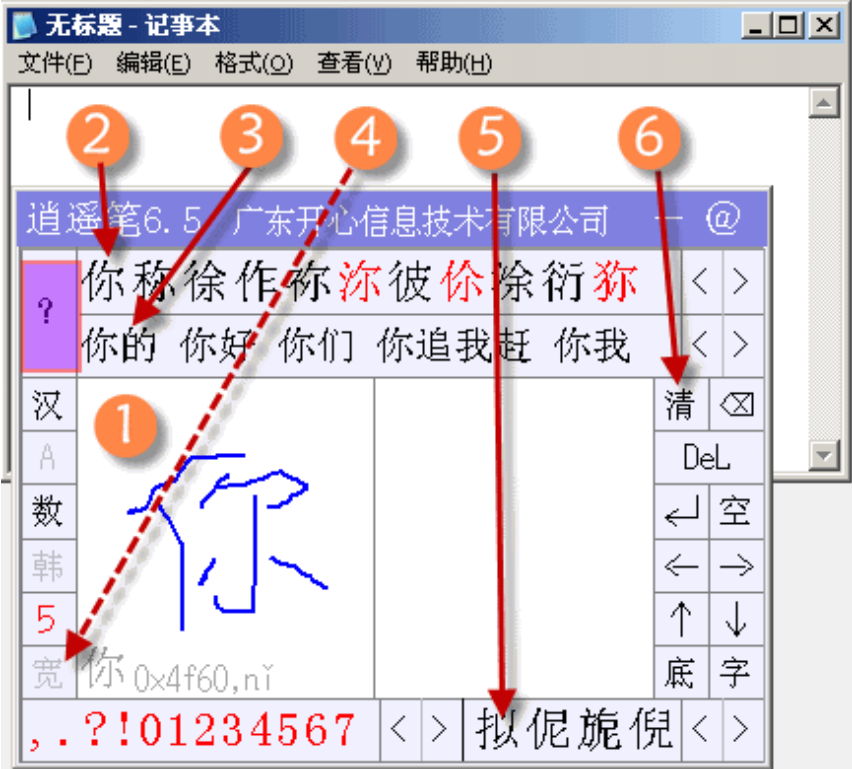 无标题 - 记事本
文件(F) 编辑(E) 格式(O) 查看(V) 帮助(H)
2 3 4 5 6
逍遥笔6.5 广东开心信息技术有限公司 — @
? 你称徐作祢沵彼伱除衍狝 < >
你的 你好 你们 你追我赶 你我 < >
汉 1 清 ⌫
A DeL
数 你 ↵ 空
韩 ← →
5 ↑ ↓
宽 你 0x4f60,nǐ 底 字
,.?!01234567 < > 拟伲旎倪 < >